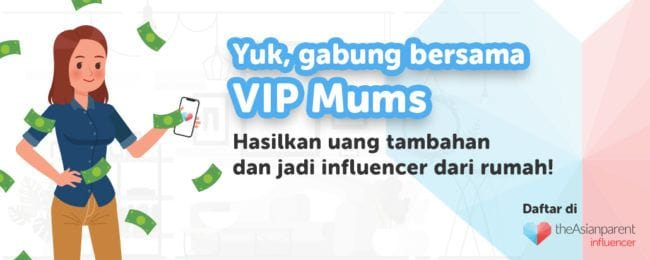 Yuk, gabung bersama
VIP Mums
Hasilkan uang tambahan
dan jadi influencer dari rumah!
Daftar di
theAsianparent
influencer